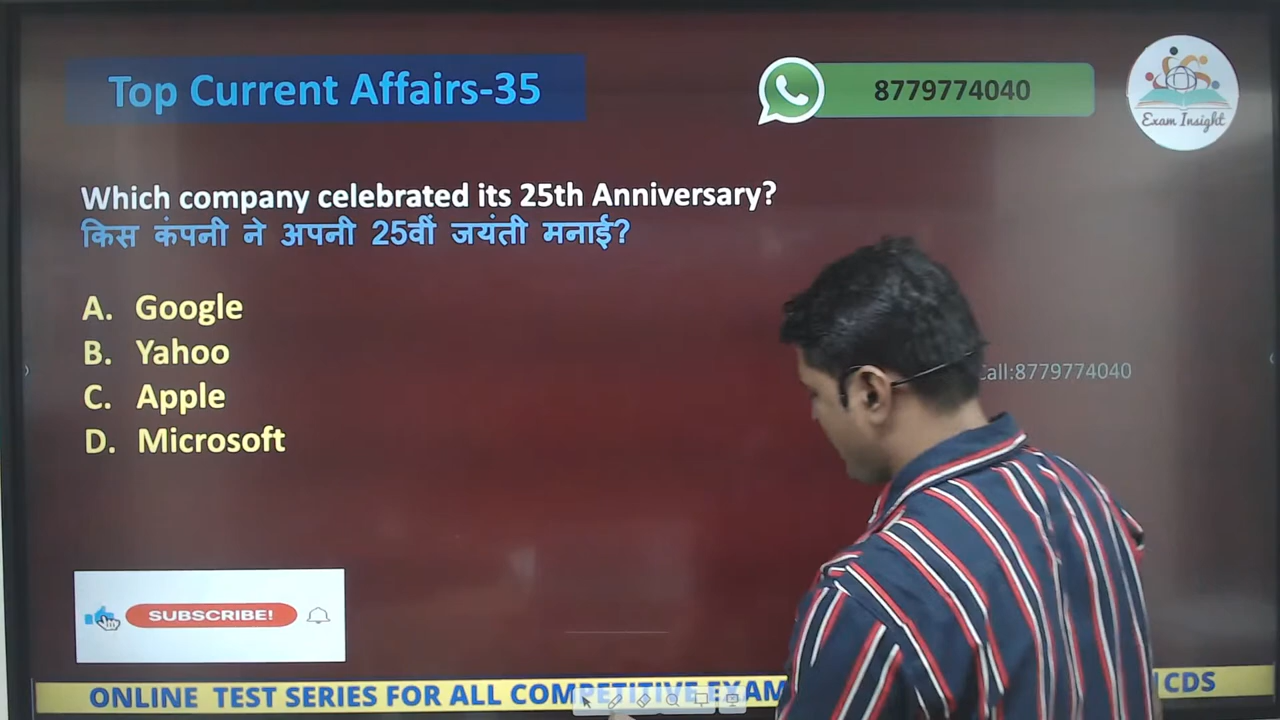 Top Current Affairs-35
8779774040
Exam Insight
Which company celebrated its 25th Anniversary?
किस कंपनी ने अपनी 25वीं जयंती मनाई?
A. Google
B. Yahoo
C. Apple
D. Microsoft
Call:8779774040
SUBSCRIBE!
ONLINE TEST SERIES FOR ALL COMPETITIVE EXAM
CDS